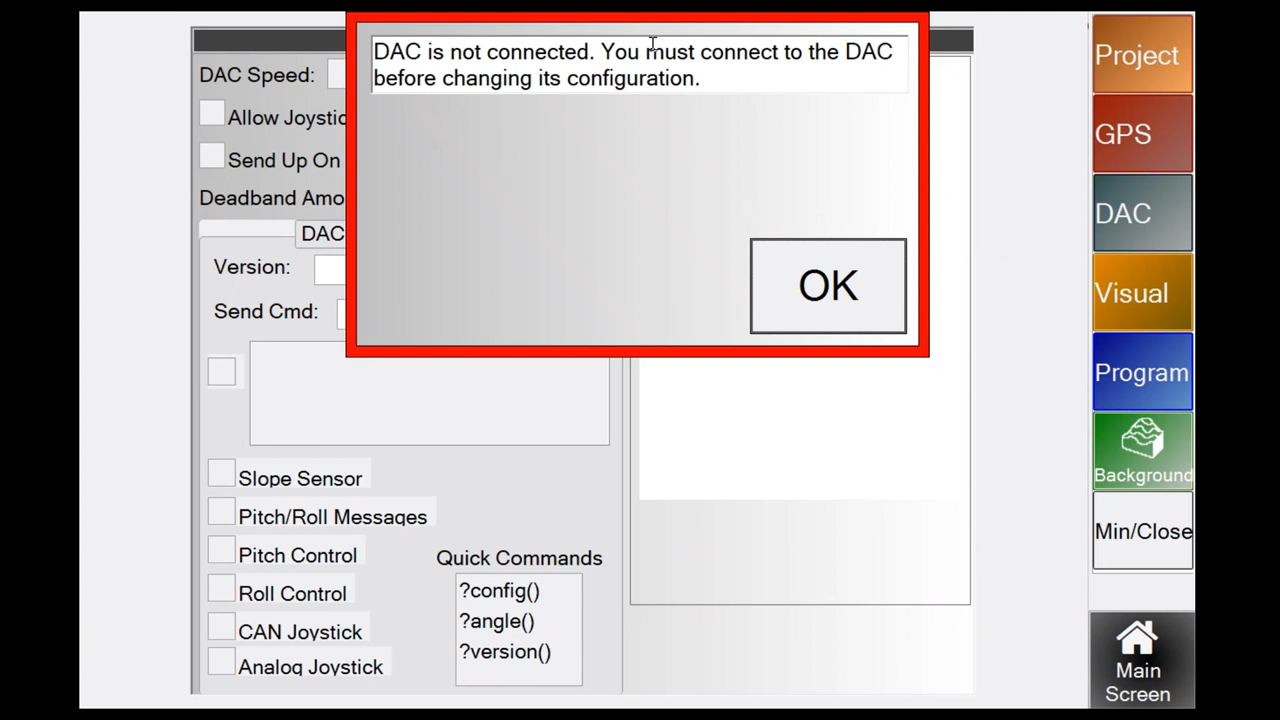 DAC is not connected. You must connect to the DAC
before changing its configuration.
OK
DAC Speed:
Allow Joystic
Send Up On
Deadband Amo
DAC
Version:
Send Cmd:
Slope Sensor
Pitch/Roll Messages
Pitch Control
Roll Control
CAN Joystick
Analog Joystick
Quick Commands
?config()
?angle()
?version()
Project
GPS
DAC
Visual
Program
Background
Min/Close
Main
Screen